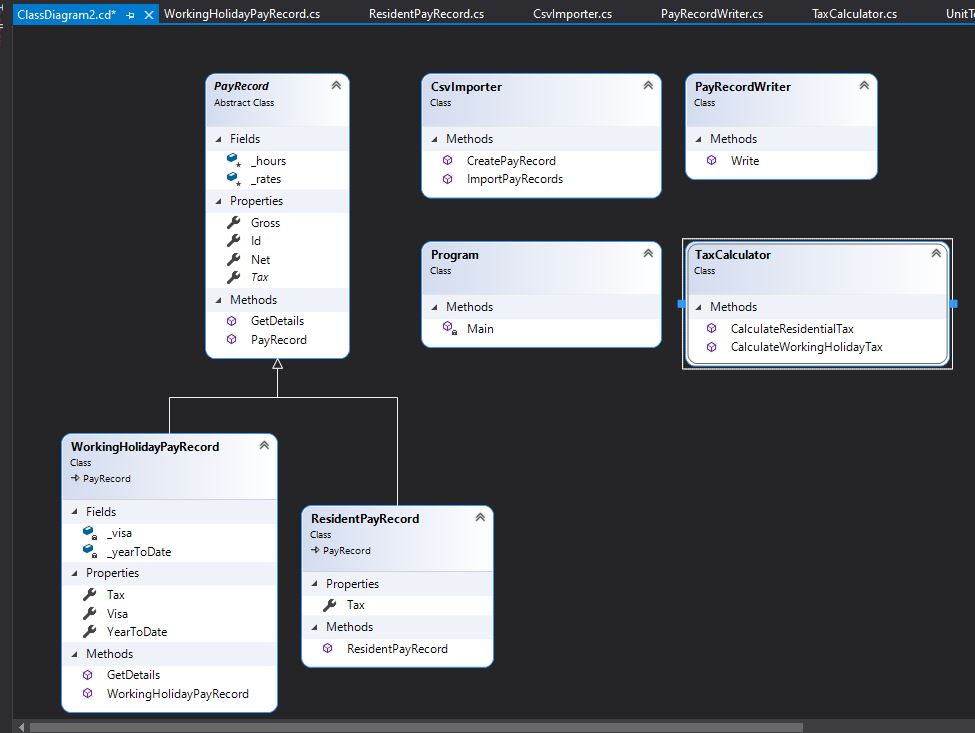 ClassDiagram2.cd* WorkingHolidayPayRecord.cs ResidentPayRecord.cs CsvImporter.cs PayRecordWriter.cs TaxCalculator.cs UnitTe
PayRecord
Abstract Class
Fields
_hours
_rates
Properties
Gross
Id
Net
Tax
Methods
GetDetails
PayRecord
CsvImporter
Class
Methods
CreatePayRecord
ImportPayRecords
PayRecordWriter
Class
Methods
Write
Program
Class
Methods
Main
TaxCalculator
Class
Methods
CalculateResidentialTax
CalculateWorkingHolidayTax
WorkingHolidayPayRecord
Class
PayRecord
Fields
_visa
_yearToDate
Properties
Tax
Visa
YearToDate
Methods
GetDetails
WorkingHolidayPayRecord
ResidentPayRecord
Class
PayRecord
Properties
Tax
Methods
ResidentPayRecord